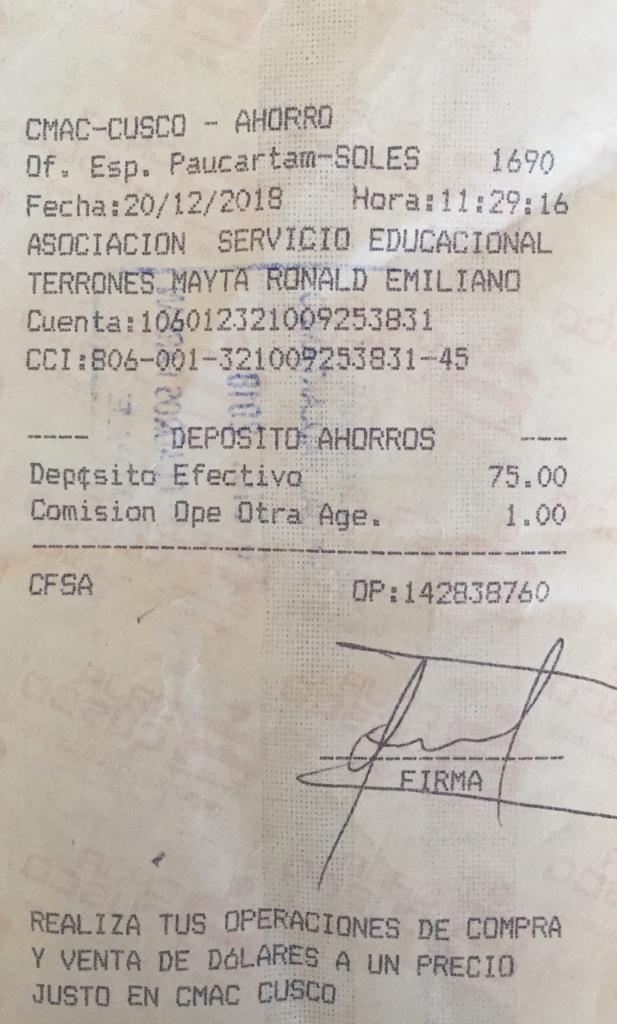 CMAC-CUSCO - AHORRO
Of. Esp. Paucartam-SOLES 1690
Fecha:20/12/2018 Hora:11:29:16
ASOCIACION SERVICIO EDUCACIONAL
TERRONES MAYTA RONALD EMILIANO
Cuenta:106012321009253831
CCI:806-001-321009253831-45
---- DEPOSITO AHORROS ---
Dep¢sito Efectivo 75.00
Comision Ope Otra Age. 1.00
CFSA OP:142838760
FIRMA
REALIZA TUS OPERACIONES DE COMPRA
Y VENTA DE DóLARES A UN PRECIO
JUSTO EN CMAC CUSCO